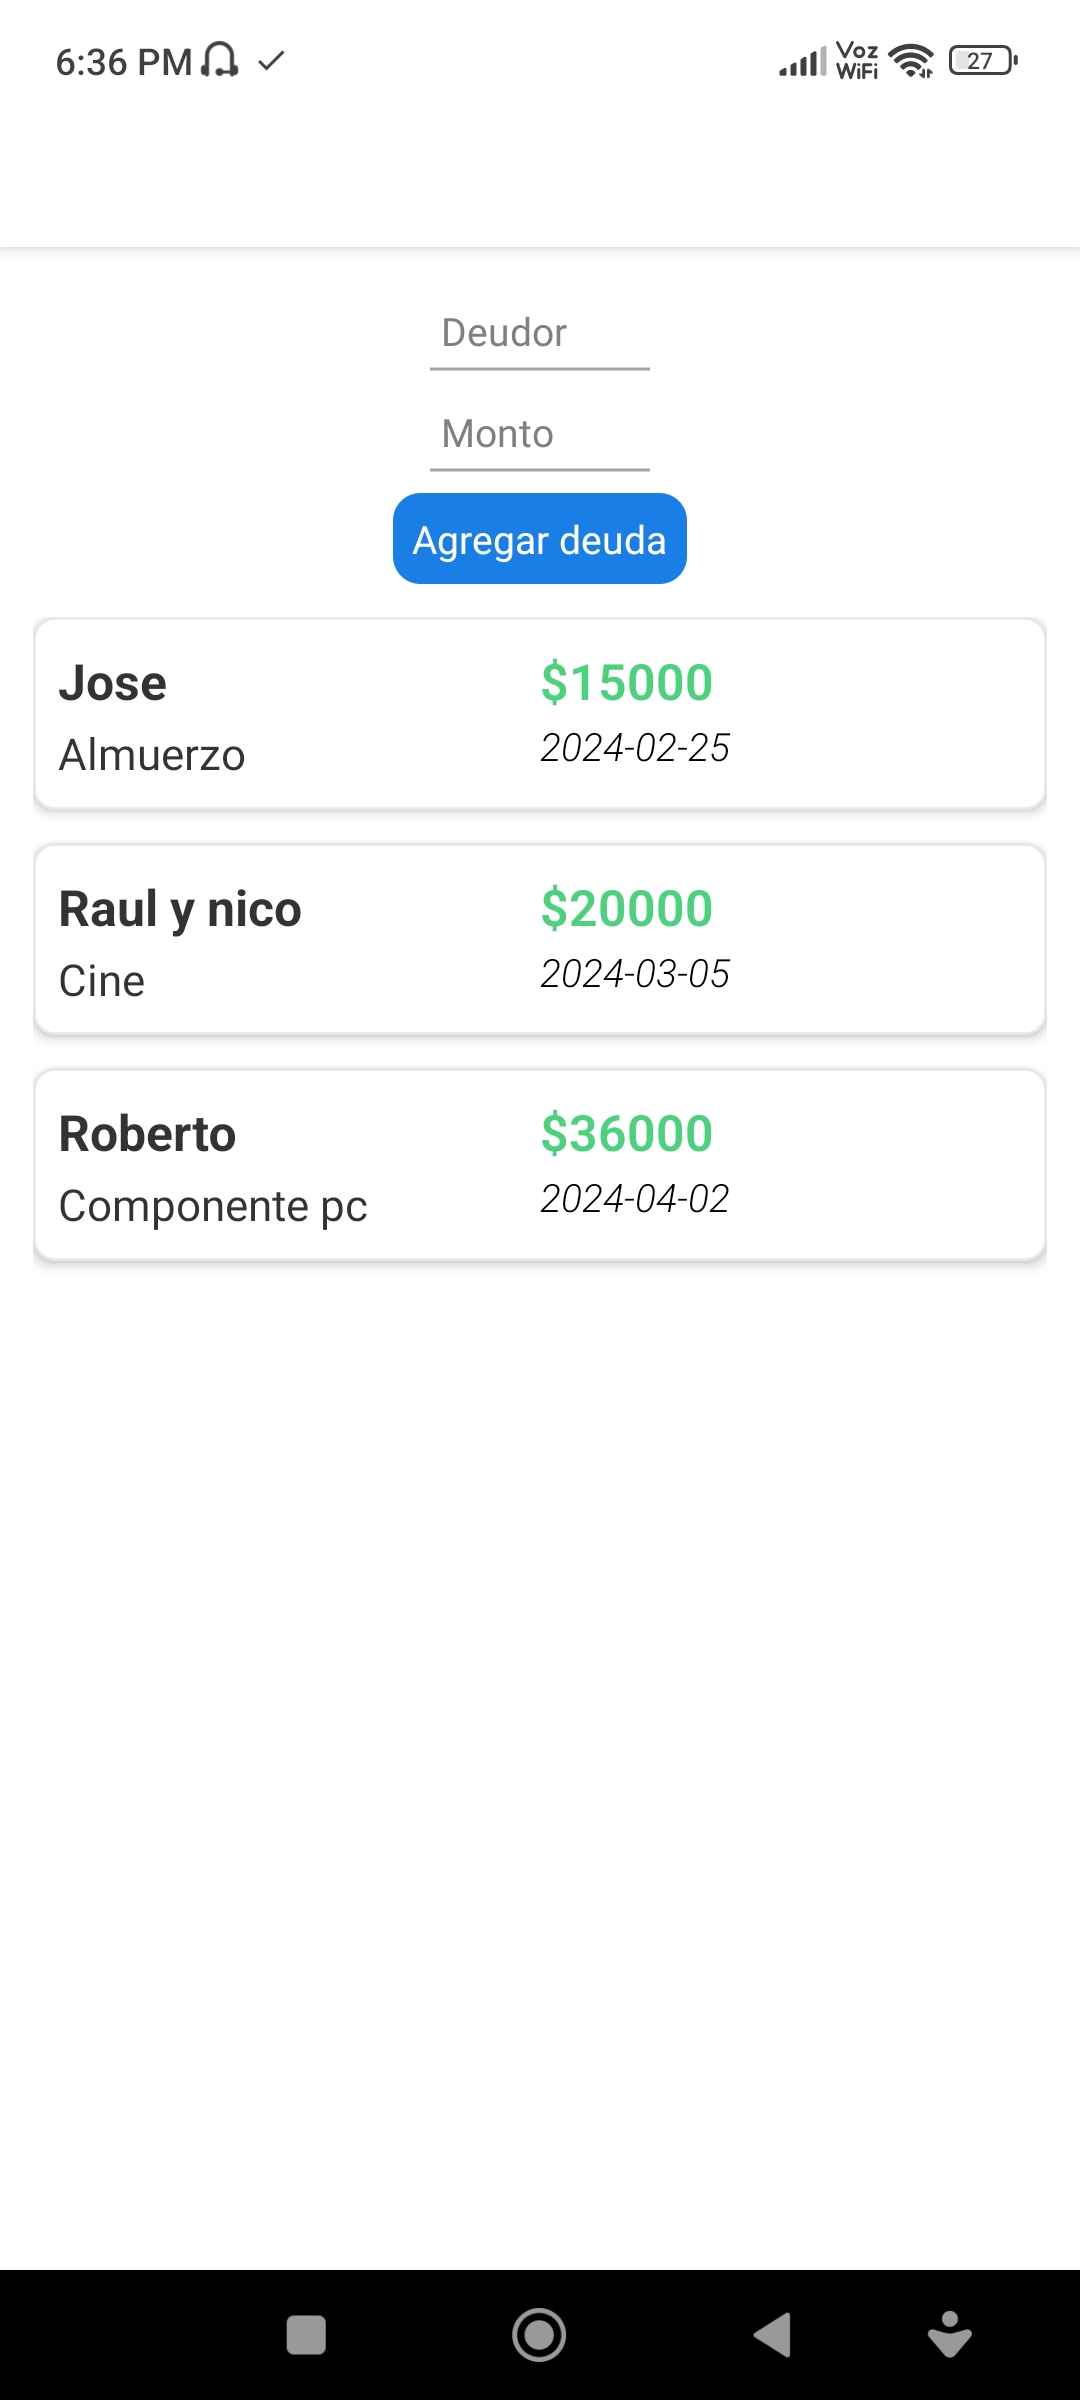 6:36 PM
Voz
WiFi
27
Deudor
Monto
Agregar deuda
Jose
$15000
Almuerzo
2024-02-25
Raul y nico
$20000
Cine
2024-03-05
Roberto
$36000
Componente pc
2024-04-02